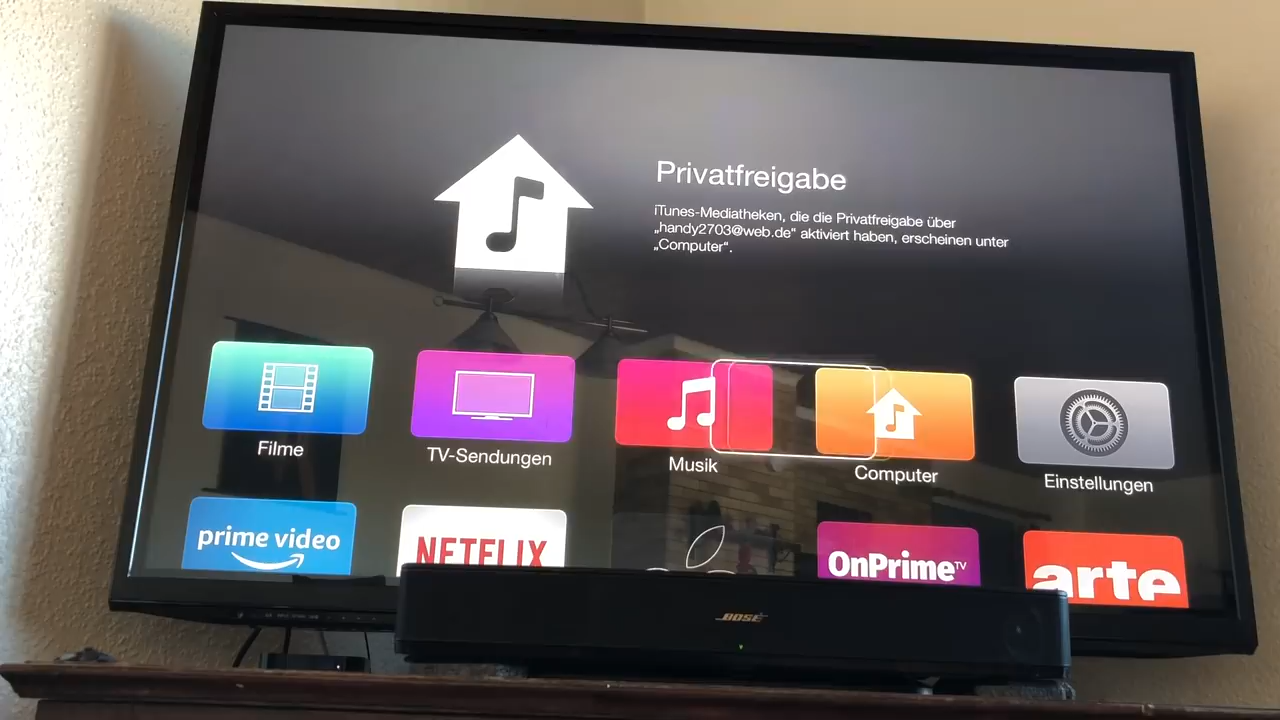 Privatfreigabe
iTunes-Mediatheken, die die Privatfreigabe über
„handy2703@web.de“ aktiviert haben, erscheinen unter
„Computer“.
Filme
TV-Sendungen
Musik
Computer
Einstellungen
prime video
NETFLIX
OnPrime TV
arte
BOSE